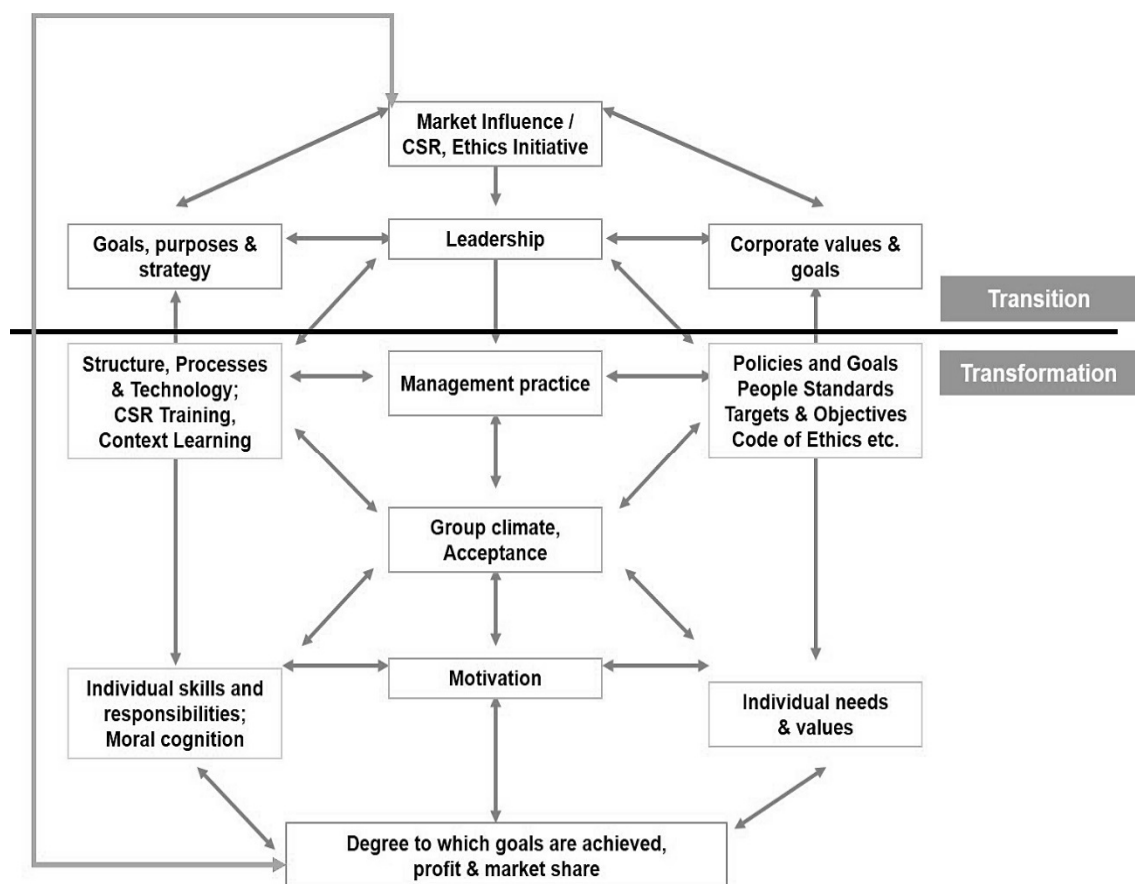 Market Influence /
CSR, Ethics Initiative
Goals, purposes &
strategy
Leadership
Corporate values &
goals
Transition
Structure, Processes
& Technology;
CSR Training,
Context Learning
Management practice
Policies and Goals
People Standards
Targets & Objectives
Code of Ethics etc.
Transformation
Group climate,
Acceptance
Individual skills and
responsibilities;
Moral cognition
Motivation
Individual needs
& values
Degree to which goals are achieved,
profit & market share